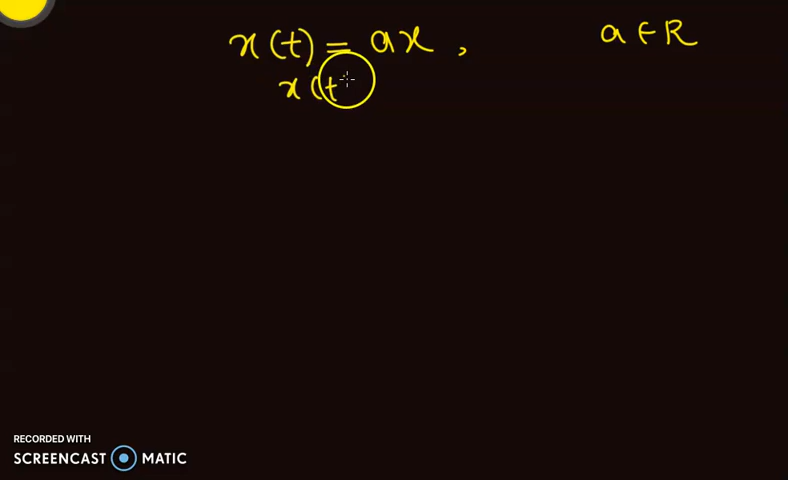 x(t) = ax, a ∈ R
x(t
RECORDED WITH
SCREENCAST MATIC